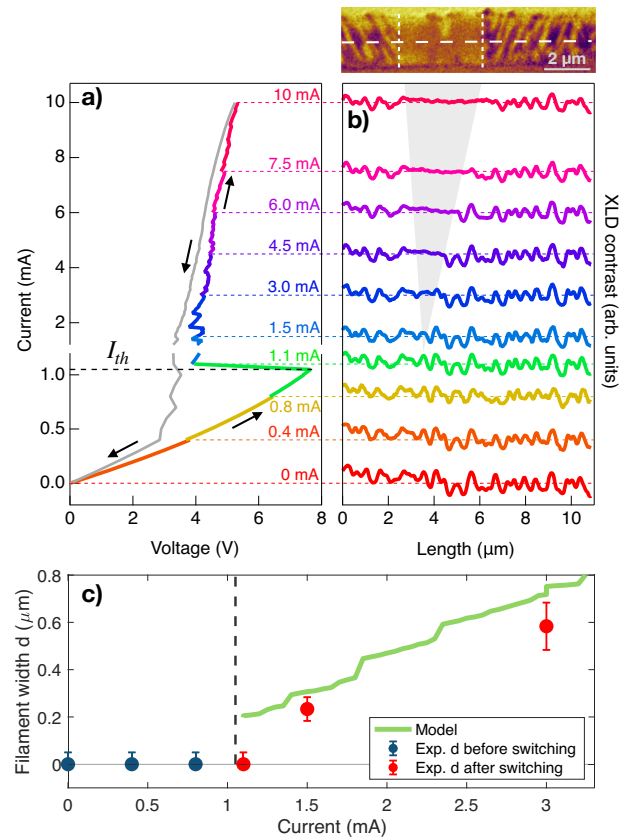 2 µm
a)
b)
10
8
6
4
2
1.0
0.5
0.0
Current (mA)
10 mA
7.5 mA
6.0 mA
4.5 mA
3.0 mA
1.5 mA
1.1 mA
0.8 mA
0.4 mA
0 mA
I_th
XLD contrast (arb. units)
0 2 4 6 8
0 2 4 6 8 10
Voltage (V)
Length (µm)
c)
0.8
0.6
0.4
0.2
0
Filament width d (µm)
Model
Exp. d before switching
Exp. d after switching
0 0.5 1 1.5 2 2.5 3
Current (mA)